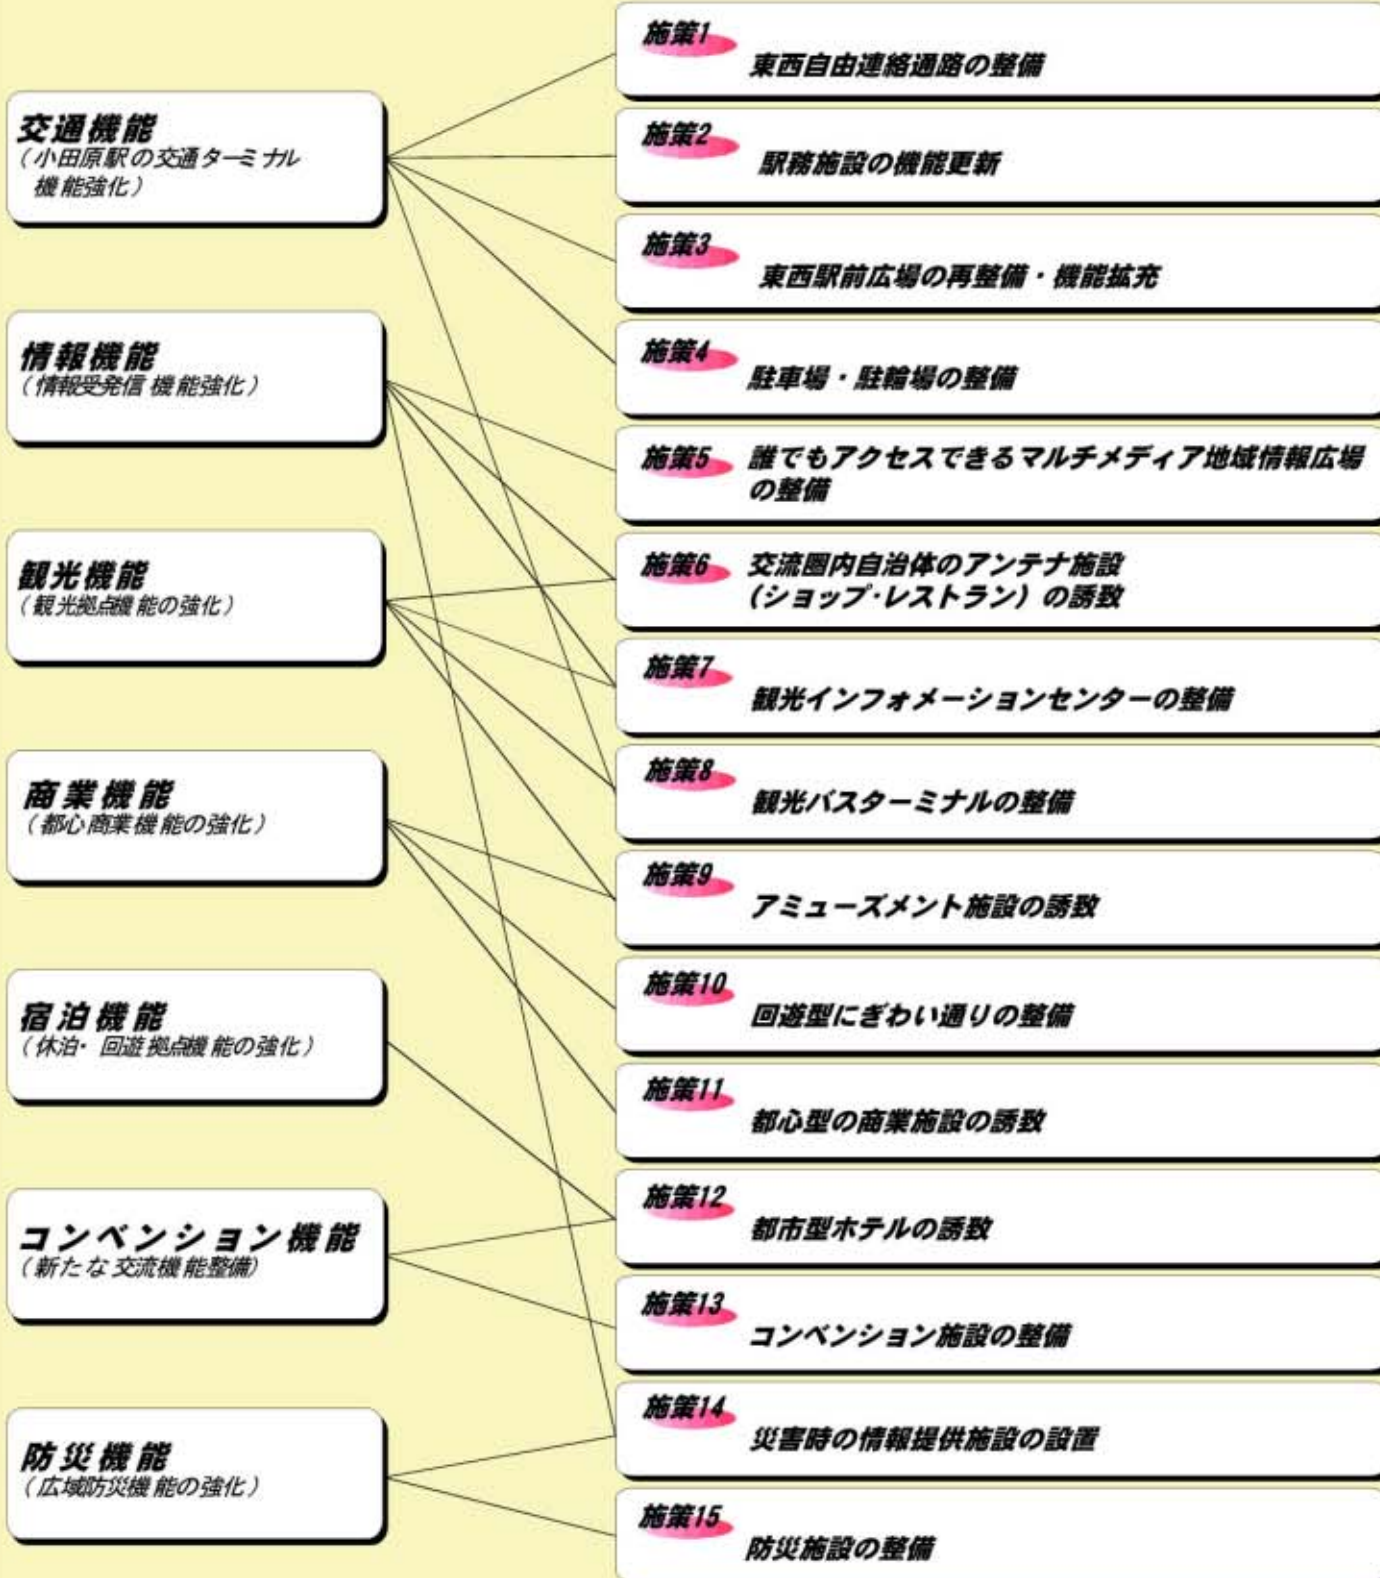 交通機能
(小田原駅の交通ターミナル
機能強化)
情報機能
(情報受発信機能強化)
観光機能
(観光拠点機能の強化)
商業機能
(都心商業機能の強化)
宿泊機能
(休泊・回遊拠点機能の強化)
コンベンション機能
(新たな交流機能整備)
防災機能
(広域防災機能の強化)
施策1
東西自由連絡通路の整備
施策2
駅務施設の機能更新
施策3
東西駅前広場の再整備・機能拡充
施策4
駐車場・駐輪場の整備
施策5
誰でもアクセスできるマルチメディア地域情報広場
の整備
施策6
交流圏内自治体のアンテナ施設
(ショップ・レストラン)の誘致
施策7
観光インフォメーションセンターの整備
施策8
観光バスターミナルの整備
施策9
アミューズメント施設の誘致
施策10
回遊型にぎわい通りの整備
施策11
都心型の商業施設の誘致
施策12
都市型ホテルの誘致
施策13
コンベンション施設の整備
施策14
災害時の情報提供施設の設置
施策15
防災施設の整備